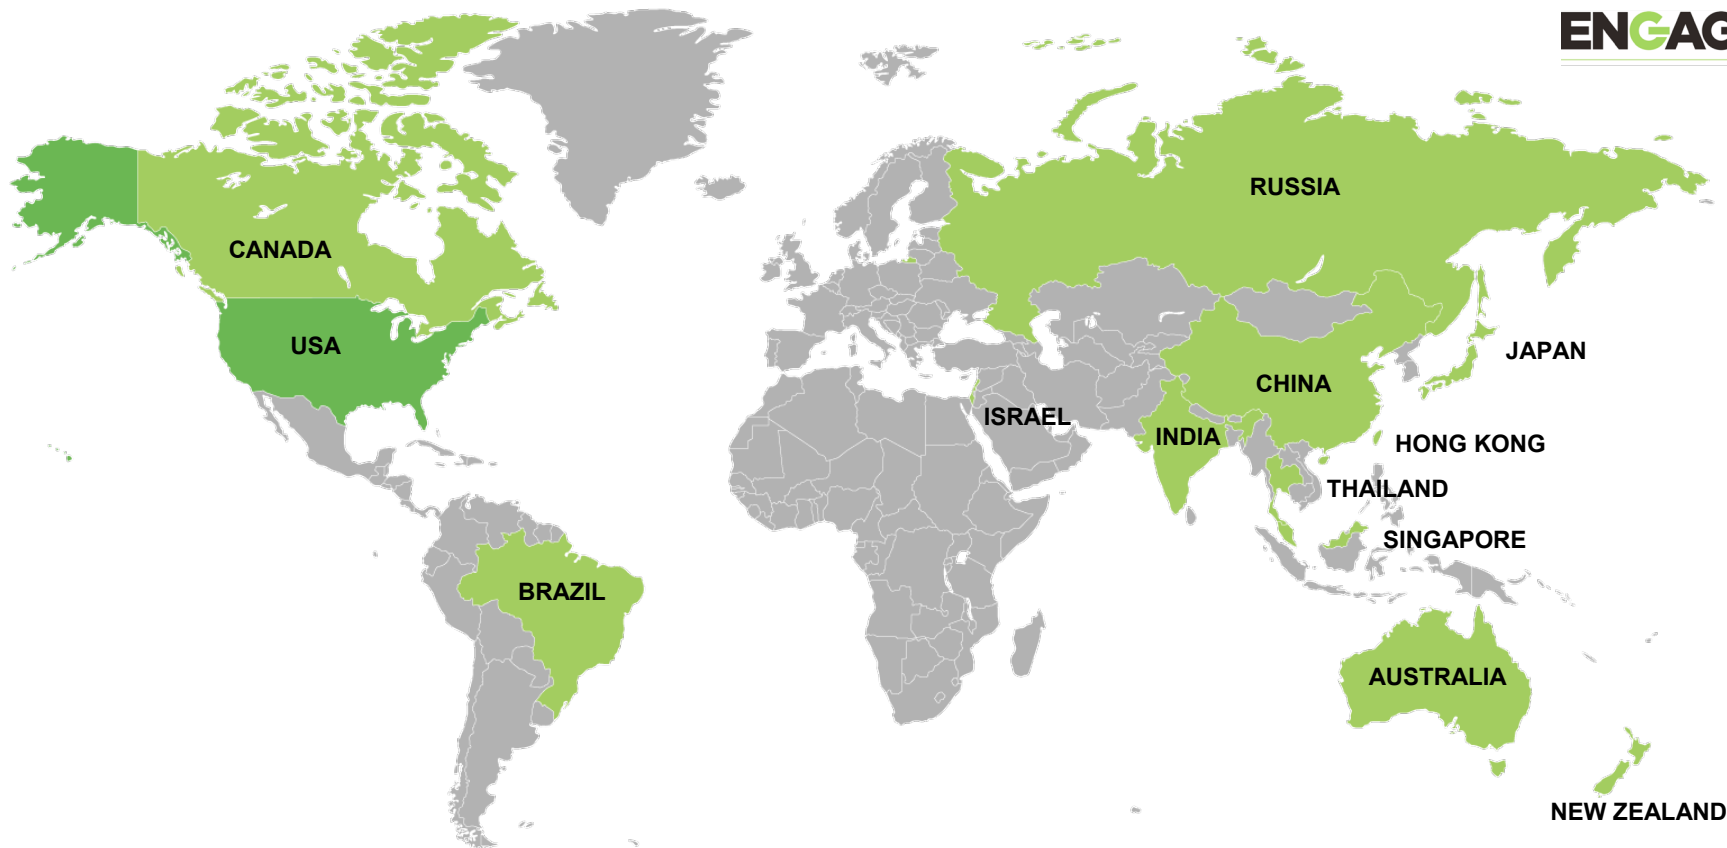 ENGAG
RUSSIA
CANADA
USA
JAPAN
CHINA
ISRAEL
INDIA
HONG KONG
THAILAND
SINGAPORE
BRAZIL
AUSTRALIA
NEW ZEALAND